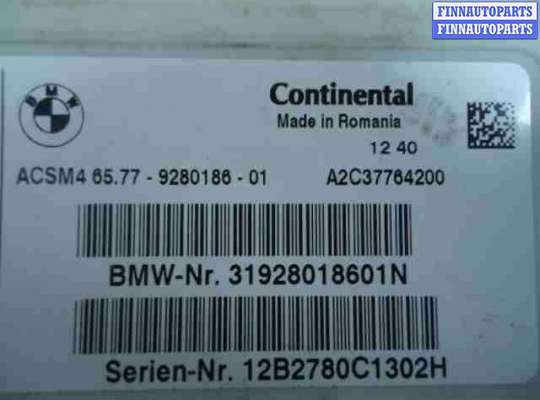 FINNAUTOPARTS
FINNAUTOPARTS
BMW
Continental
Made in Romania
12 40
ACSM4 65.77 - 9280186 - 01 A2C37764200
BMW-Nr. 31928018601N
Serien-Nr. 12B2780C1302H